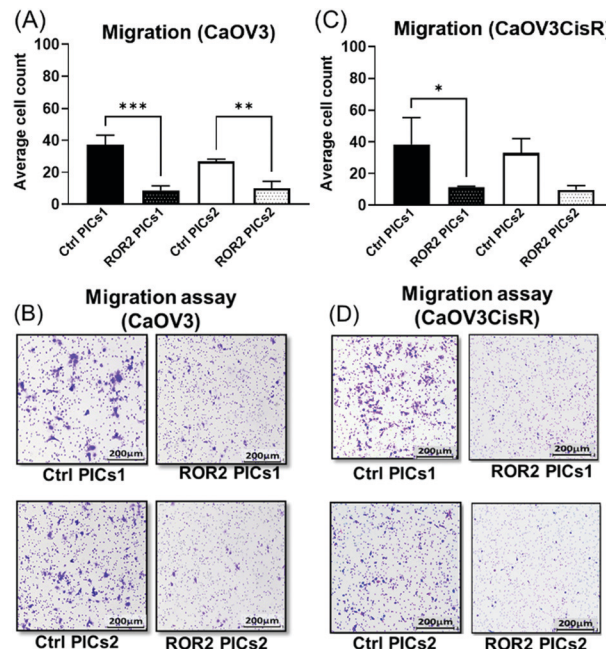 (A)
Migration (CaOV3)
Average cell count
100
80
60
40
20
0
***
**
Ctrl PICs1
ROR2 PICs1
Ctrl PICs2
ROR2 PICs2
(C)
Migration (CaOV3CisR)
Average cell count
100
80
60
40
20
0
*
Ctrl PICs1
ROR2 PICs1
Ctrl PICs2
ROR2 PICs2
(B)
Migration assay
(CaOV3)
200μm
Ctrl PICs1
200μm
ROR2 PICs1
200μm
Ctrl PICs2
200μm
ROR2 PICs2
(D)
Migration assay
(CaOV3CisR)
200μm
Ctrl PICs1
200μm
ROR2 PICs1
200μm
Ctrl PICs2
200μm
ROR2 PICs2